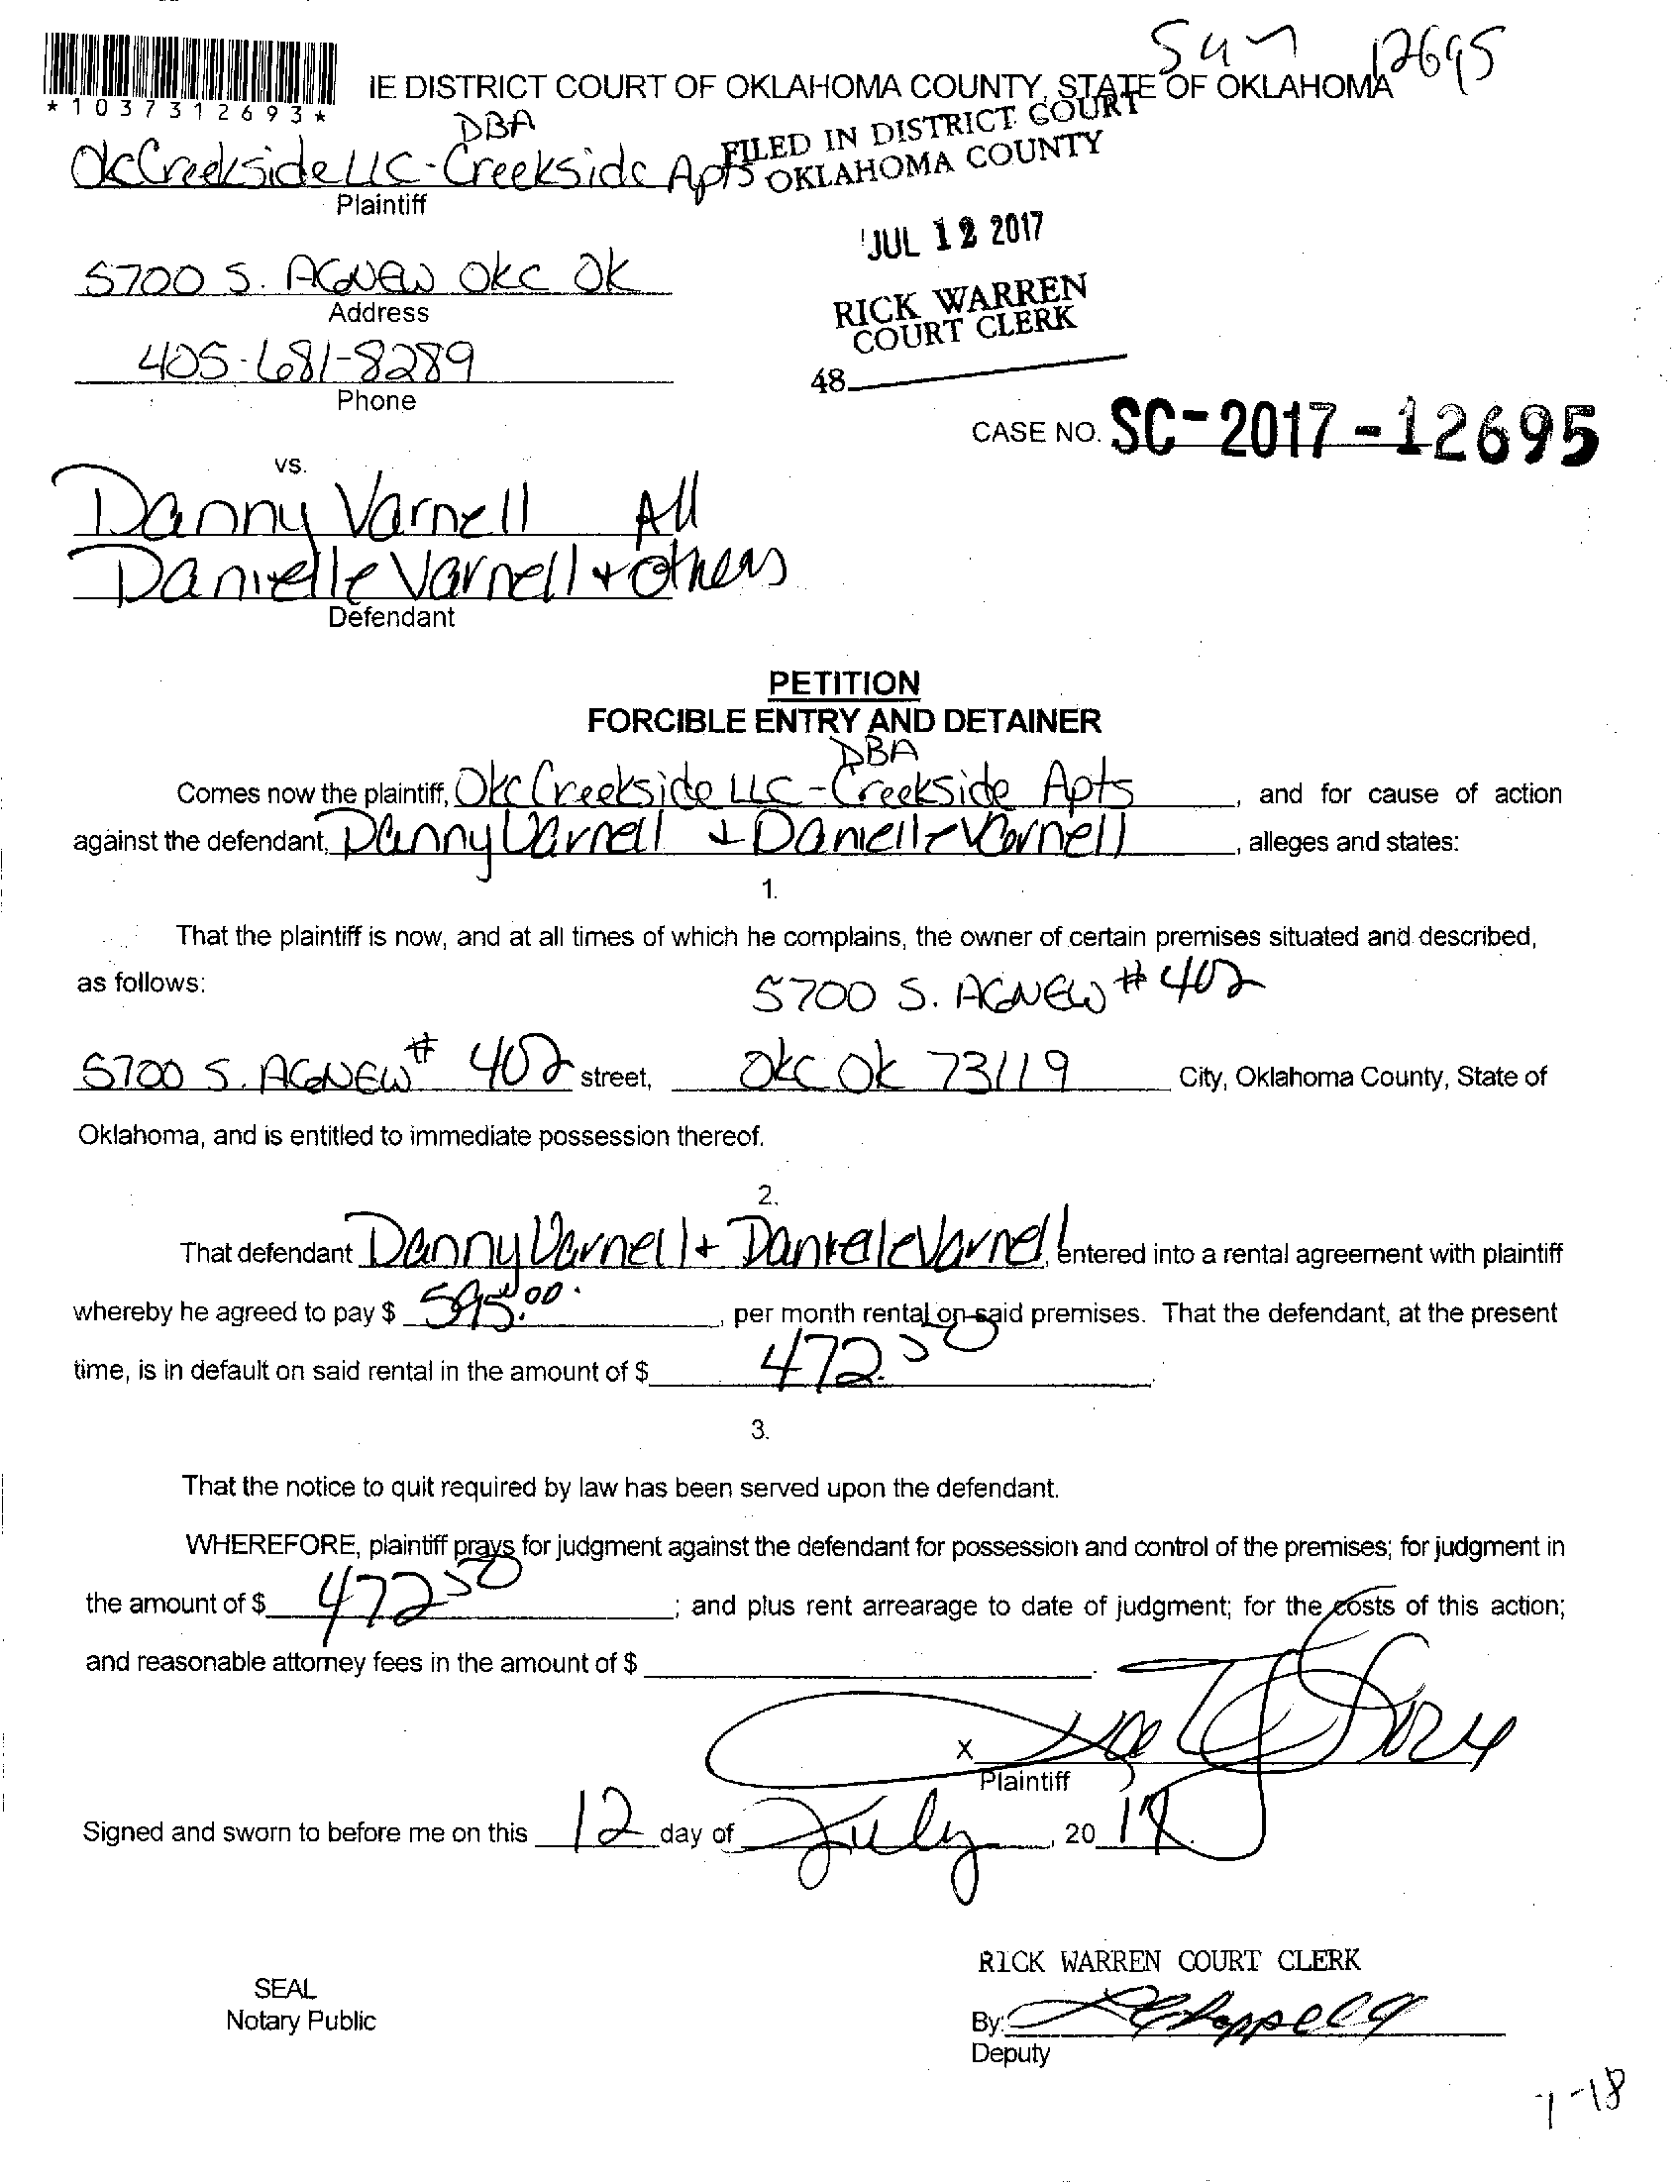 12695
IE DISTRICT COURT OF OKLAHOMA COUNTY, STATE OF OKLAHOMA
*1037312693*
DBA
OkcCreekside LLC - Creekside Apts
Plaintiff
FILED IN DISTRICT COURT
OKLAHOMA COUNTY
JUL 12 2017
RICK WARREN
COURT CLERK
48
5700 S. AGNEW OKC OK
Address
405-681-8289
Phone
CASE NO. SC-2017-12695
vs.
Danny Varnell All
Danielle Varnell + Others
Defendant
PETITION
FORCIBLE ENTRY AND DETAINER
DBA
Comes now the plaintiff, Okc Creekside LLC - Creekside Apts, and for cause of action
against the defendant, Danny Varnell + Danielle Varnell, alleges and states:
1.
That the plaintiff is now, and at all times of which he complains, the owner of certain premises situated and described,
as follows: 5700 S. AGNEW # 402
5700 S. AGNEW # 402 street, OKC OK 73119 City, Oklahoma County, State of
Oklahoma, and is entitled to immediate possession thereof.
2.
That defendant Danny Varnell + Danielle Varnell, entered into a rental agreement with plaintiff
whereby he agreed to pay $ 595.00, per month rental on said premises. That the defendant, at the present
time, is in default on said rental in the amount of $ 472.50
3.
That the notice to quit required by law has been served upon the defendant.
WHEREFORE, plaintiff prays for judgment against the defendant for possession and control of the premises; for judgment in
the amount of $ 472 50; and plus rent arrearage to date of judgment; for the costs of this action;
and reasonable attorney fees in the amount of $
X
Plaintiff
Signed and sworn to before me on this 12 day of July, 20 17.
RICK WARREN COURT CLERK
SEAL
Notary Public
By:
Deputy
7-18